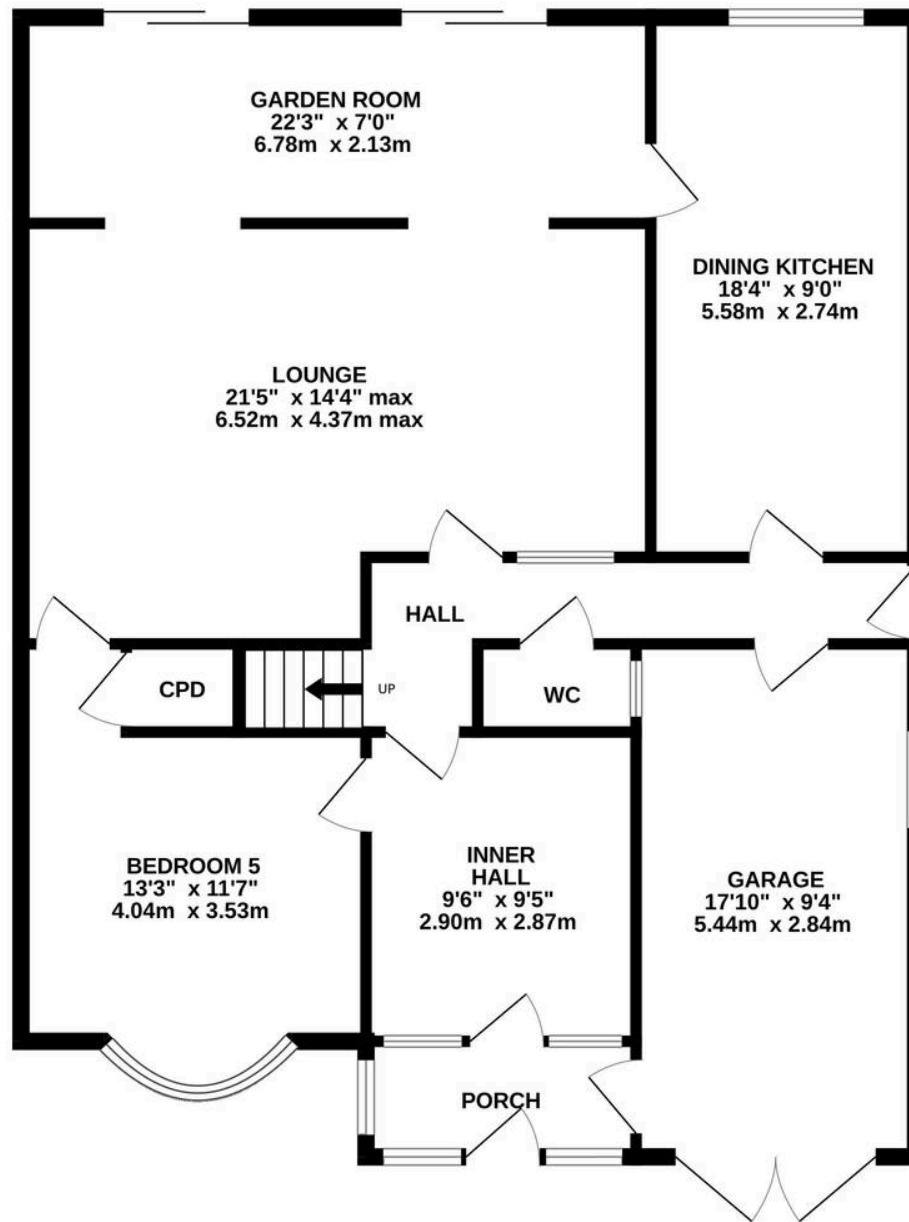 GARDEN ROOM
22'3" x 7'0"
6.78m x 2.13m
DINING KITCHEN
18'4" x 9'0"
5.58m x 2.74m
LOUNGE
21'5" x 14'4" max
6.52m x 4.37m max
HALL
CPD
UP
WC
BEDROOM 5
13'3" x 11'7"
4.04m x 3.53m
INNER
HALL
9'6" x 9'5"
2.90m x 2.87m
GARAGE
17'10" x 9'4"
5.44m x 2.84m
PORCH